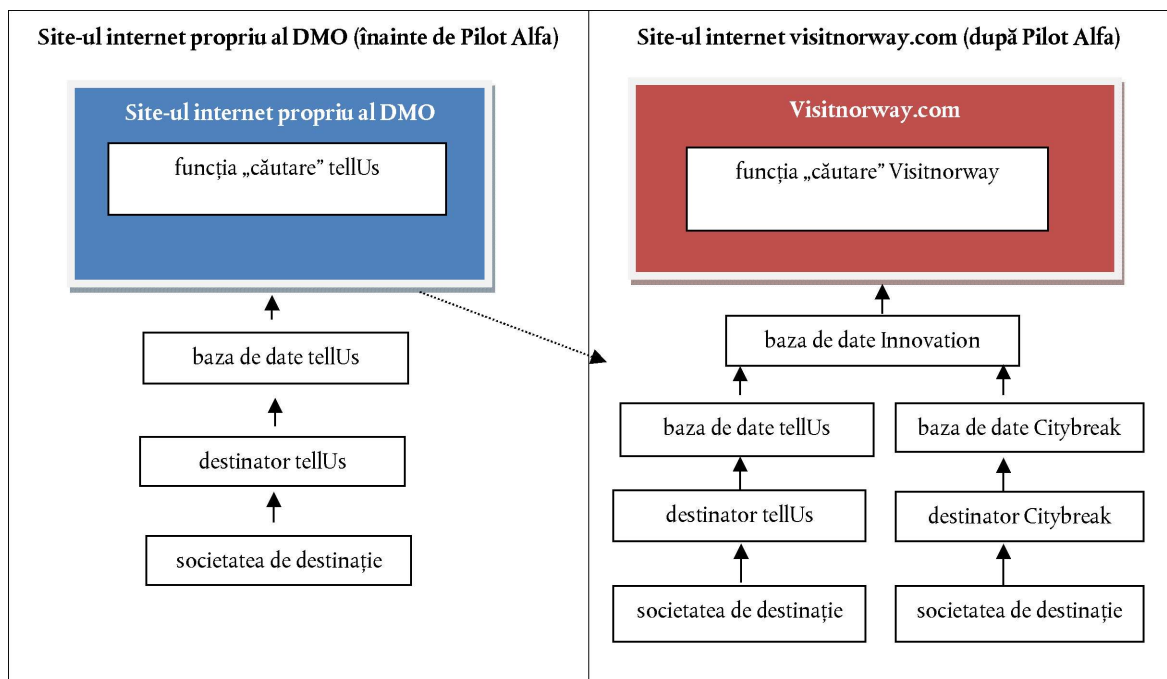 Site-ul internet propriu al DMO (înainte de Pilot Alfa)
Site-ul internet propriu al DMO
funcția „căutare” tellUs
baza de date tellUs
destinator tellUs
societatea de destinație
Site-ul internet visitnorway.com (după Pilot Alfa)
Visitnorway.com
funcția „căutare” Visitnorway
baza de date Innovation
baza de date tellUs
baza de date Citybreak
destinator tellUs
destinator Citybreak
societatea de destinație
societatea de destinație